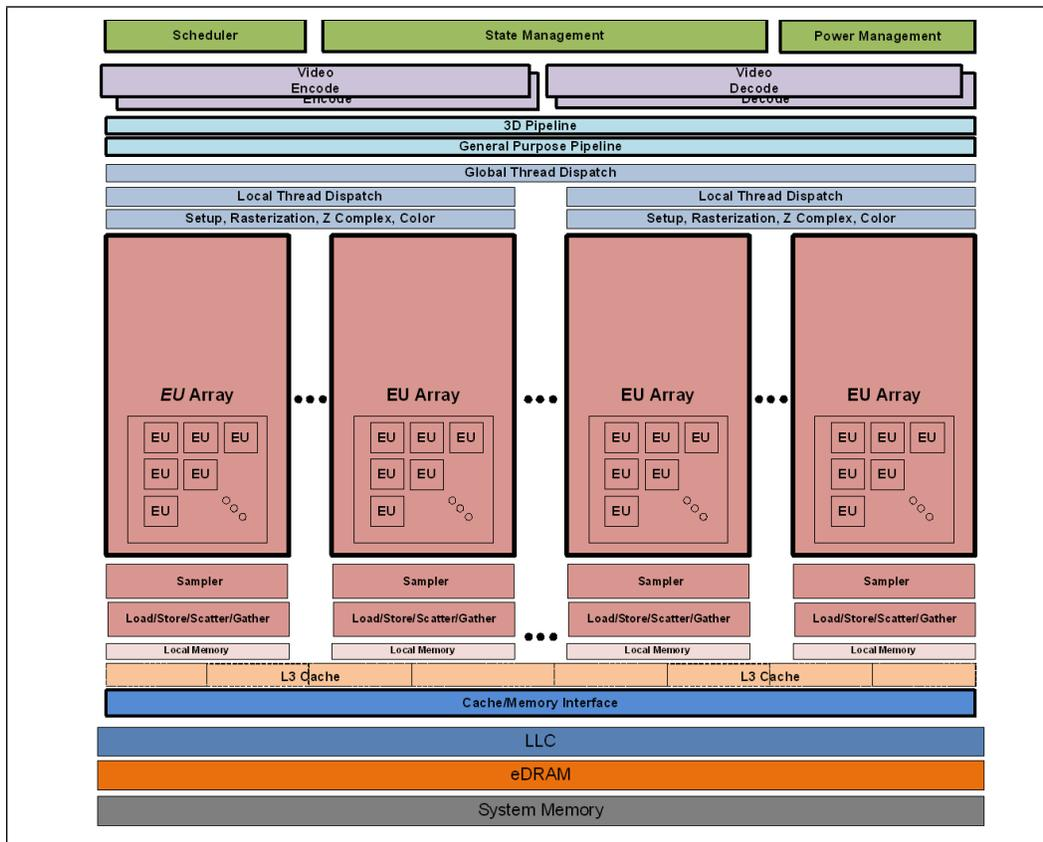 Scheduler
State Management
Power Management
Video
Encode
Encode
Video
Decode
Decode
3D Pipeline
General Purpose Pipeline
Global Thread Dispatch
Local Thread Dispatch
Local Thread Dispatch
Setup, Rasterization, Z Complex, Color
Setup, Rasterization, Z Complex, Color
EU Array
EU Array
EU Array
EU Array
EU EU EU
EU EU EU
EU EU EU
EU EU EU
EU EU
EU EU
EU EU
EU EU
EU
EU
EU
EU
Sampler
Sampler
Sampler
Sampler
Load/Store/Scatter/Gather
Load/Store/Scatter/Gather
Load/Store/Scatter/Gather
Load/Store/Scatter/Gather
Local Memory
Local Memory
Local Memory
Local Memory
L3 Cache
L3 Cache
Cache/Memory Interface
LLC
eDRAM
System Memory